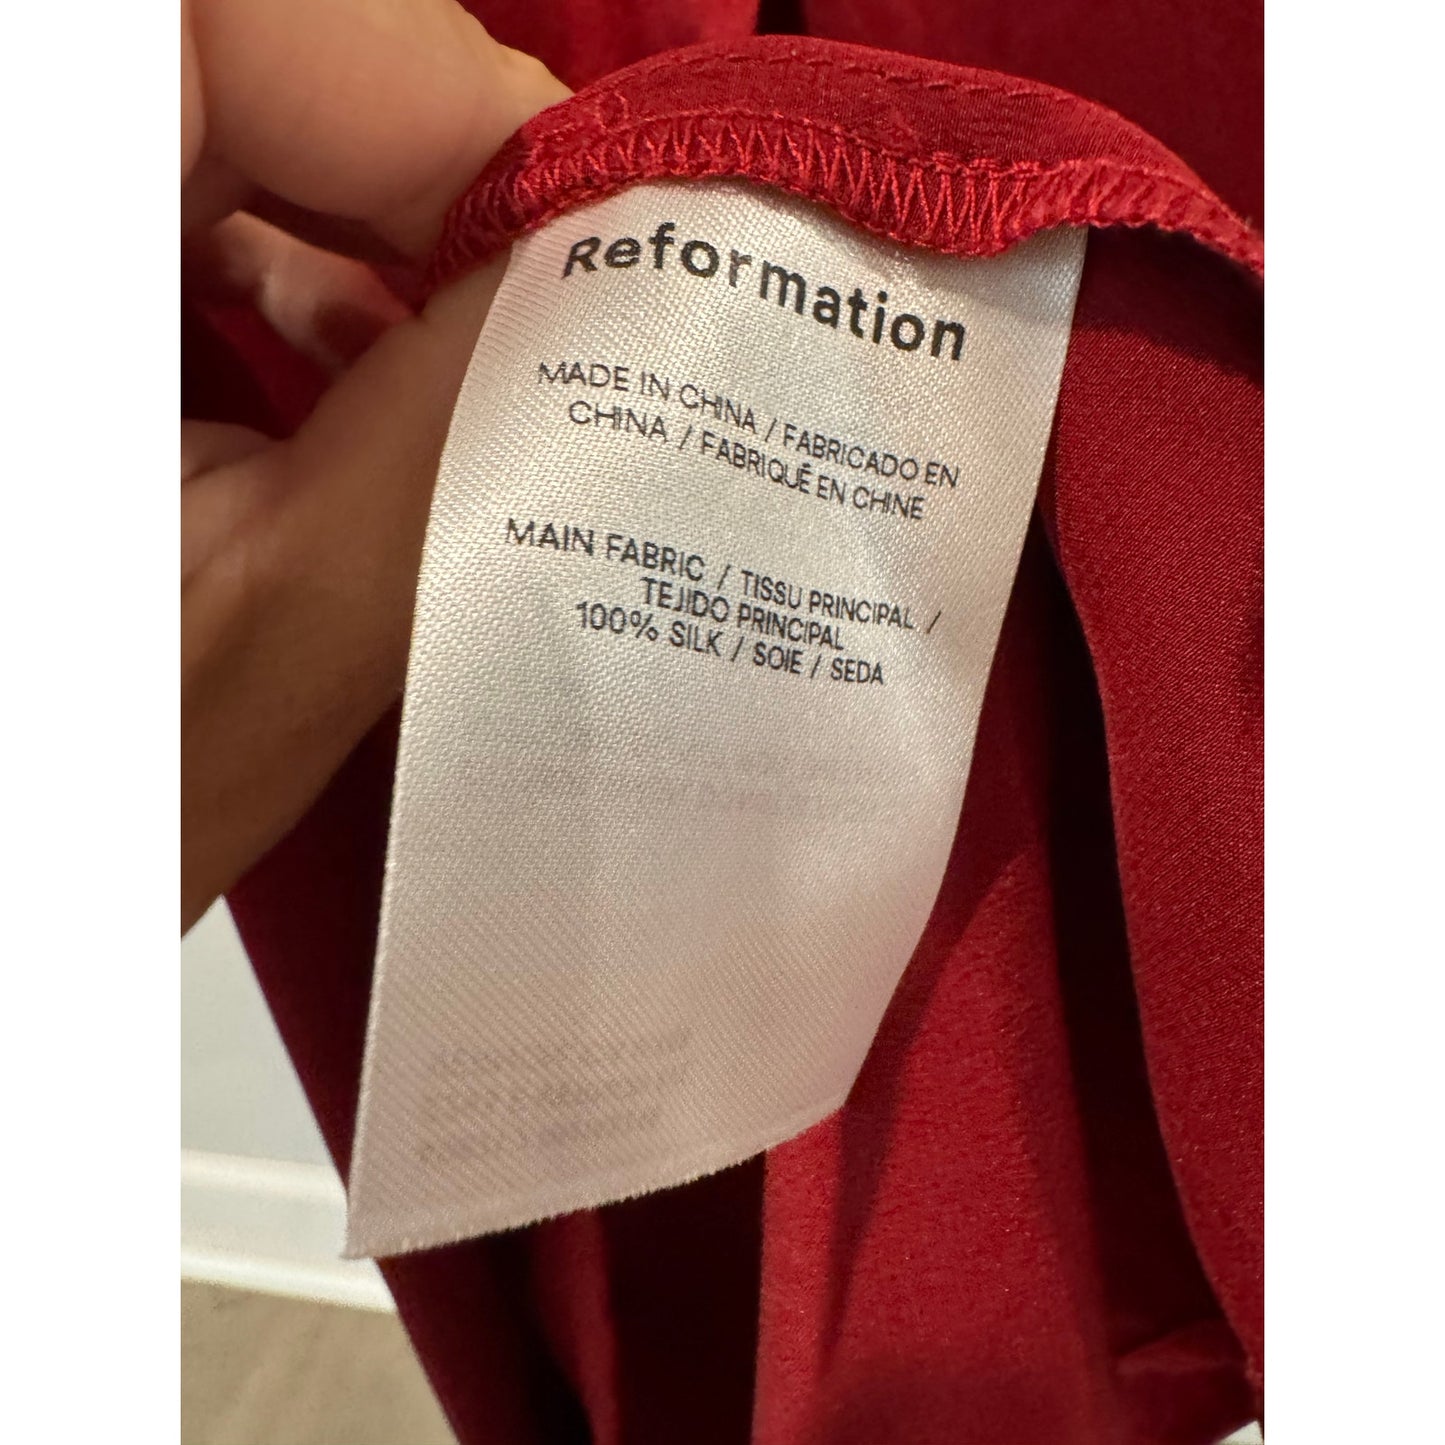 Reformation
MADE IN CHINA / FABRICADO EN
CHINA / FABRIQUÉ EN CHINE
MAIN FABRIC / TISSU PRINCIPAL /
TEJIDO PRINCIPAL
100% SILK / SOIE / SEDA